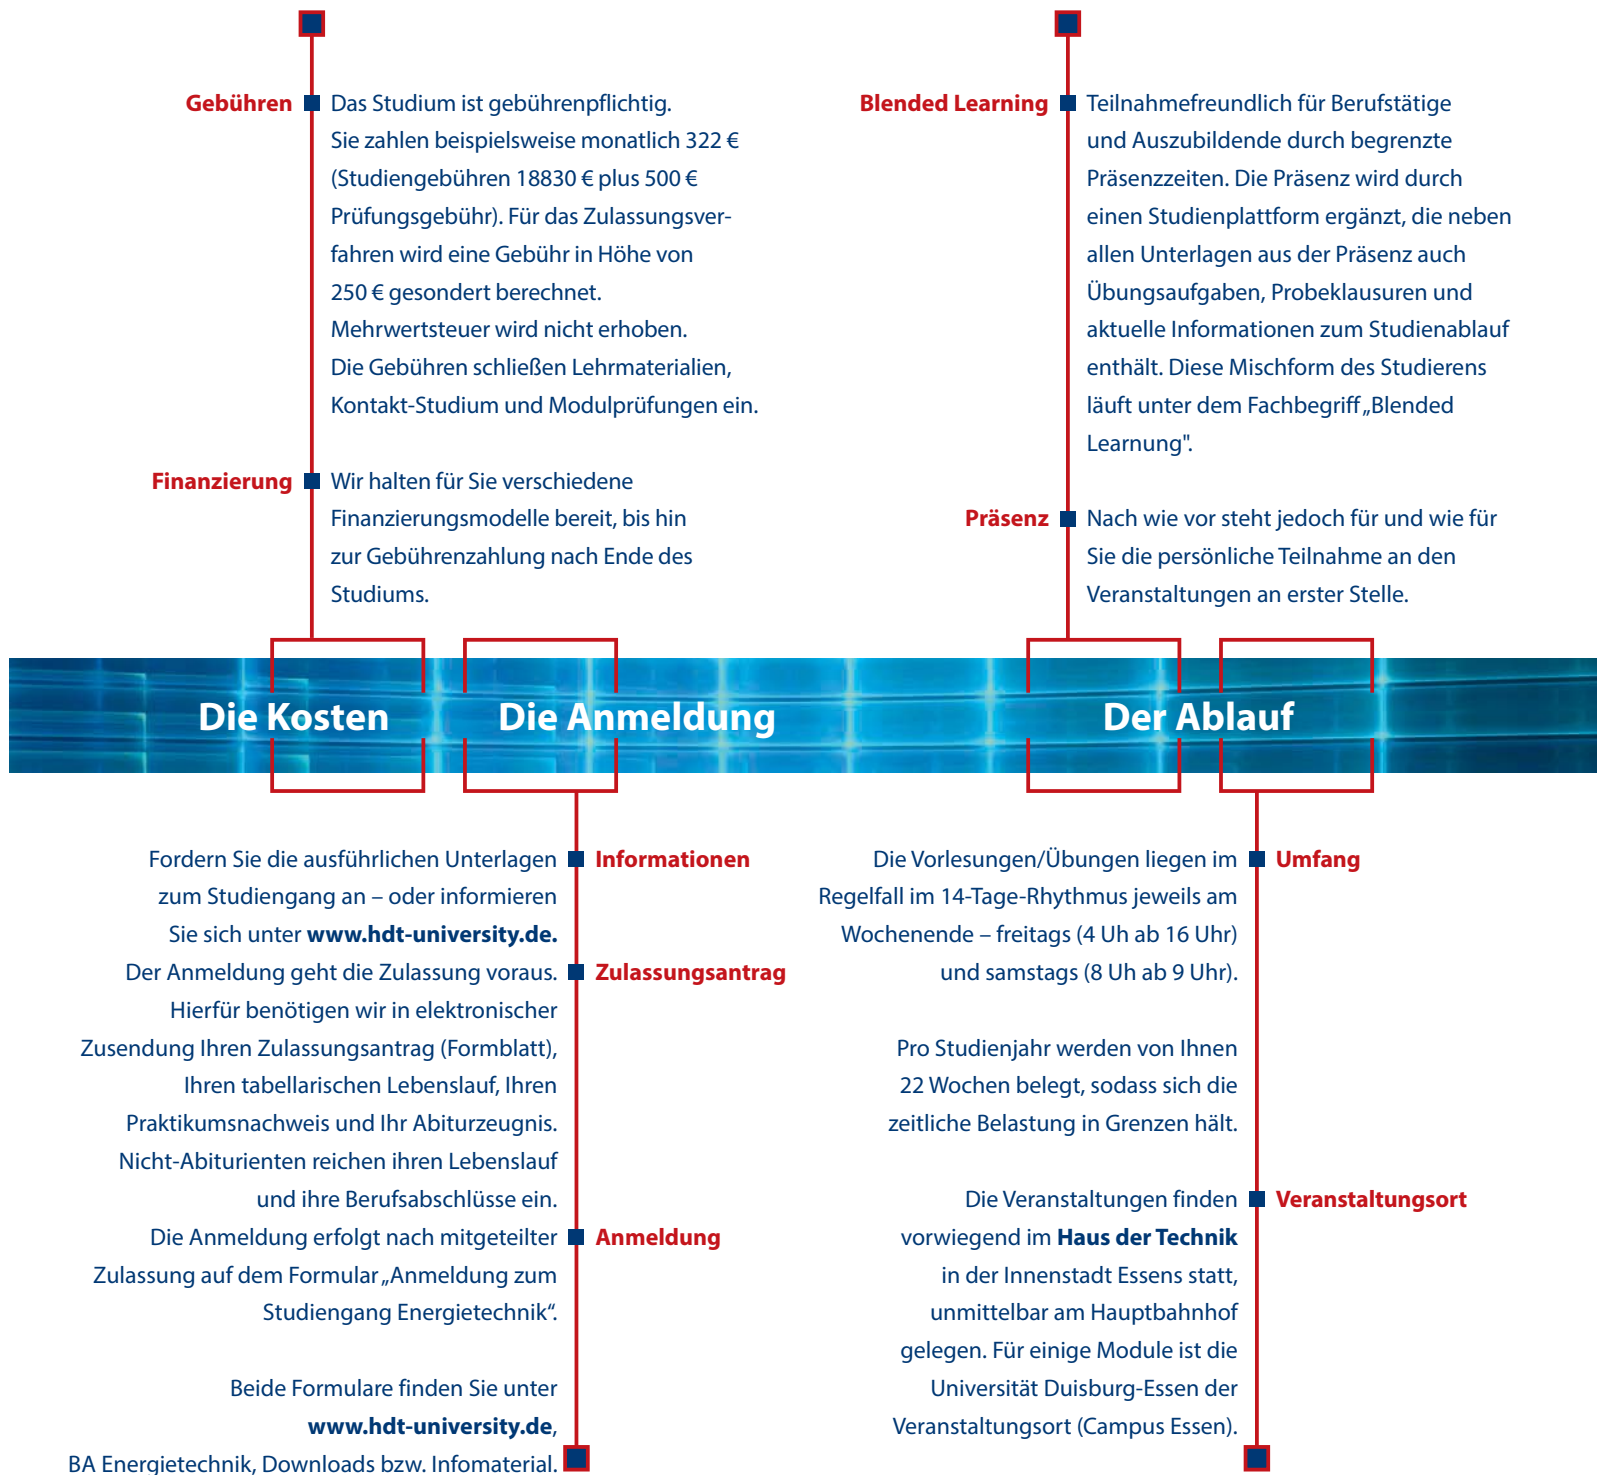 Gebühren
Das Studium ist gebührenpflichtig.
Sie zahlen beispielsweise monatlich 322 €
(Studiengebühren 18830 € plus 500 €
Prüfungsgebühr). Für das Zulassungsver-
fahren wird eine Gebühr in Höhe von
250 € gesondert berechnet.
Mehrwertsteuer wird nicht erhoben.
Die Gebühren schließen Lehrmaterialien,
Kontakt-Studium und Modulprüfungen ein.
Finanzierung
Wir halten für Sie verschiedene
Finanzierungsmodelle bereit, bis hin
zur Gebührenzahlung nach Ende des
Studiums.
Blended Learning
Teilnahmefreundlich für Berufstätige
und Auszubildende durch begrenzte
Präsenzzeiten. Die Präsenz wird durch
einen Studienplattform ergänzt, die neben
allen Unterlagen aus der Präsenz auch
Übungsaufgaben, Probeklausuren und
aktuelle Informationen zum Studienablauf
enthält. Diese Mischform des Studierens
läuft unter dem Fachbegriff „Blended
Learnung".
Präsenz
Nach wie vor steht jedoch für und wie für
Sie die persönliche Teilnahme an den
Veranstaltungen an erster Stelle.
Die Kosten
Die Anmeldung
Der Ablauf
Fordern Sie die ausführlichen Unterlagen
zum Studiengang an – oder informieren
Sie sich unter www.hdt-university.de.
Informationen
Der Anmeldung geht die Zulassung voraus.
Hierfür benötigen wir in elektronischer
Zusendung Ihren Zulassungsantrag (Formblatt),
Ihren tabellarischen Lebenslauf, Ihren
Praktikumsnachweis und Ihr Abiturzeugnis.
Nicht-Abiturienten reichen ihren Lebenslauf
und ihre Berufsabschlüsse ein.
Zulassungsantrag
Die Anmeldung erfolgt nach mitgeteilter
Zulassung auf dem Formular „Anmeldung zum
Studiengang Energietechnik“.
Anmeldung
Beide Formulare finden Sie unter
www.hdt-university.de,
BA Energietechnik, Downloads bzw. Infomaterial.
Die Vorlesungen/Übungen liegen im
Regelfall im 14-Tage-Rhythmus jeweils am
Wochenende – freitags (4 Uh ab 16 Uhr)
und samstags (8 Uh ab 9 Uhr).
Umfang
Pro Studienjahr werden von Ihnen
22 Wochen belegt, sodass sich die
zeitliche Belastung in Grenzen hält.
Die Veranstaltungen finden
vorwiegend im Haus der Technik
in der Innenstadt Essens statt,
unmittelbar am Hauptbahnhof
gelegen. Für einige Module ist die
Universität Duisburg-Essen der
Veranstaltungsort (Campus Essen).
Veranstaltungsort